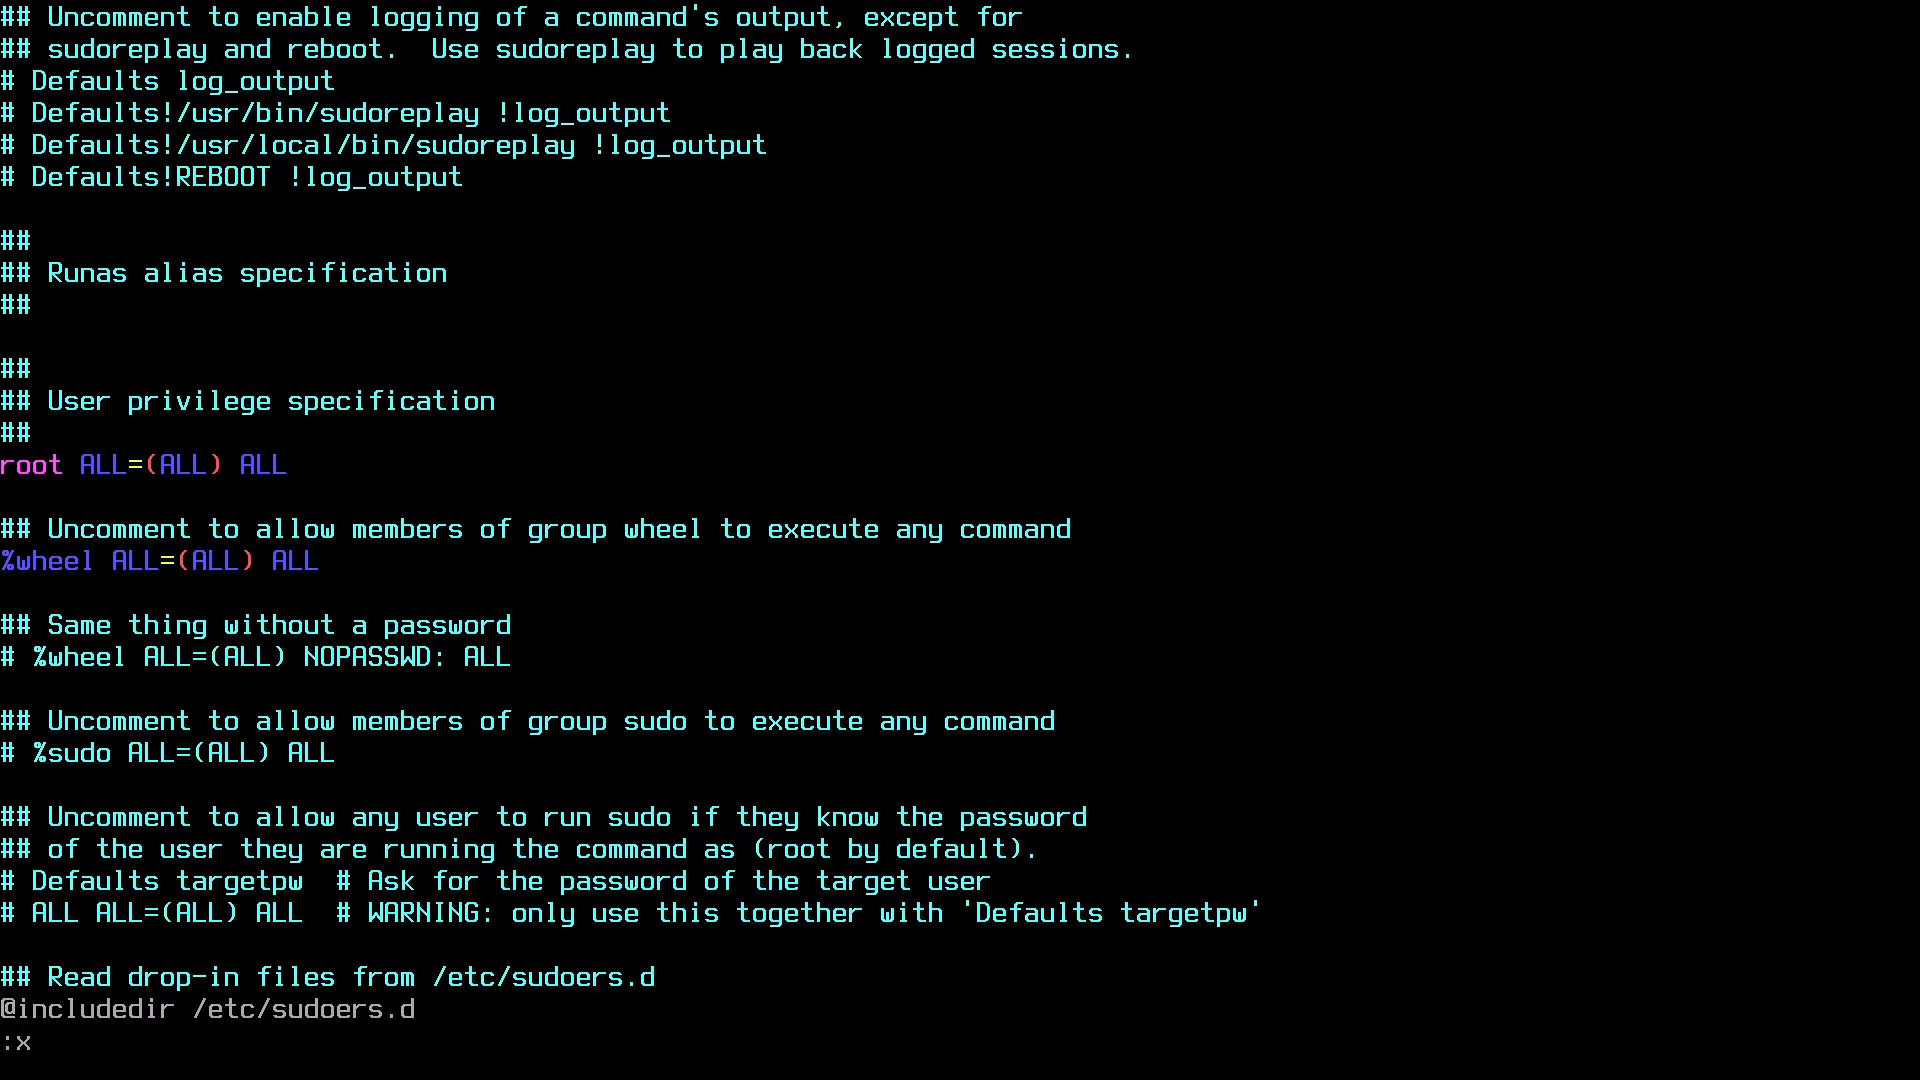 ## Uncomment to enable logging of a command's output, except for
## sudoreplay and reboot.  Use sudoreplay to play back logged sessions.
# Defaults log_output
# Defaults!/usr/bin/sudoreplay !log_output
# Defaults!/usr/local/bin/sudoreplay !log_output
# Defaults!REBOOT !log_output
##
## Runas alias specification
##
##
## User privilege specification
##
root ALL=(ALL) ALL
## Uncomment to allow members of group wheel to execute any command
%wheel ALL=(ALL) ALL
## Same thing without a password
# %wheel ALL=(ALL) NOPASSWD: ALL
## Uncomment to allow members of group sudo to execute any command
# %sudo ALL=(ALL) ALL
## Uncomment to allow any user to run sudo if they know the password
## of the user they are running the command as (root by default).
# Defaults targetpw  # Ask for the password of the target user
# ALL ALL=(ALL) ALL  # WARNING: only use this together with 'Defaults targetpw'
## Read drop-in files from /etc/sudoers.d
@includedir /etc/sudoers.d
:x